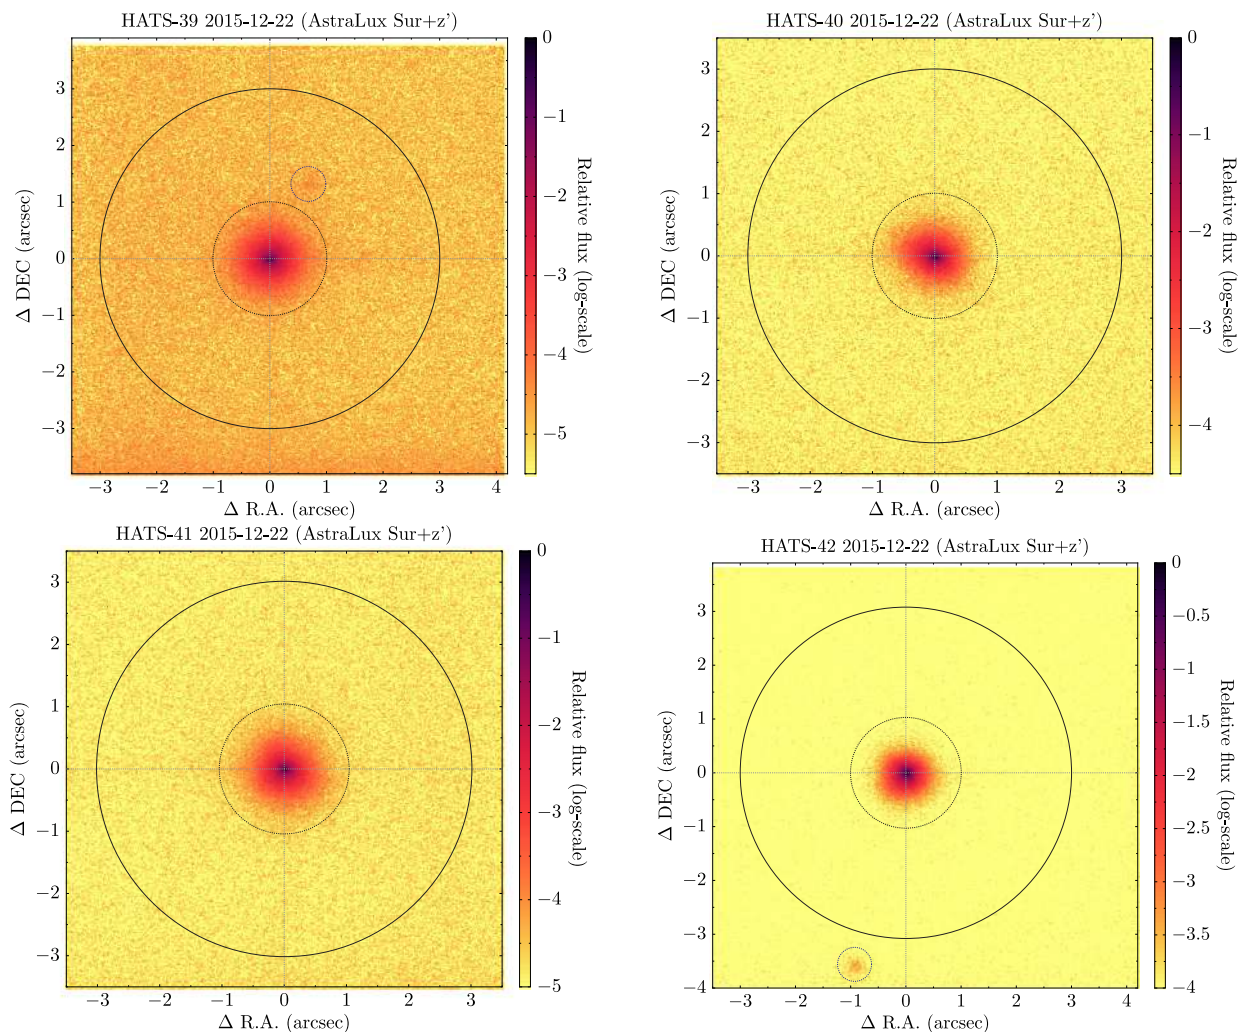 HATS-39 2015-12-22 (AstraLux Sur+z')
3
2
1
0
−1
−2
−3
Δ DEC (arcsec)
−3 −2 −1 0 1 2 3 4
Δ R.A. (arcsec)
0
−1
−2
−3
−4
−5
Relative flux (log-scale)
HATS-40 2015-12-22 (AstraLux Sur+z')
3
2
1
0
−1
−2
−3
Δ DEC (arcsec)
−3 −2 −1 0 1 2 3
Δ R.A. (arcsec)
0
−1
−2
−3
−4
Relative flux (log-scale)
HATS-41 2015-12-22 (AstraLux Sur+z')
3
2
1
0
−1
−2
−3
Δ DEC (arcsec)
−3 −2 −1 0 1 2 3
Δ R.A. (arcsec)
0
−1
−2
−3
−4
−5
Relative flux (log-scale)
HATS-42 2015-12-22 (AstraLux Sur+z')
3
2
1
0
−1
−2
−3
−4
Δ DEC (arcsec)
−3 −2 −1 0 1 2 3 4
Δ R.A. (arcsec)
0
−0.5
−1
−1.5
−2
−2.5
−3
−3.5
−4
Relative flux (log-scale)